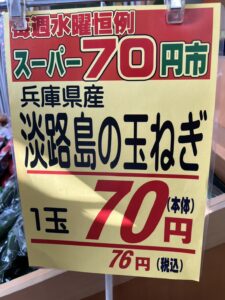 毎週水曜恒例
スーパー70円市
兵庫県産
淡路島の玉ねぎ
1玉 70円(本体)
76円(税込)